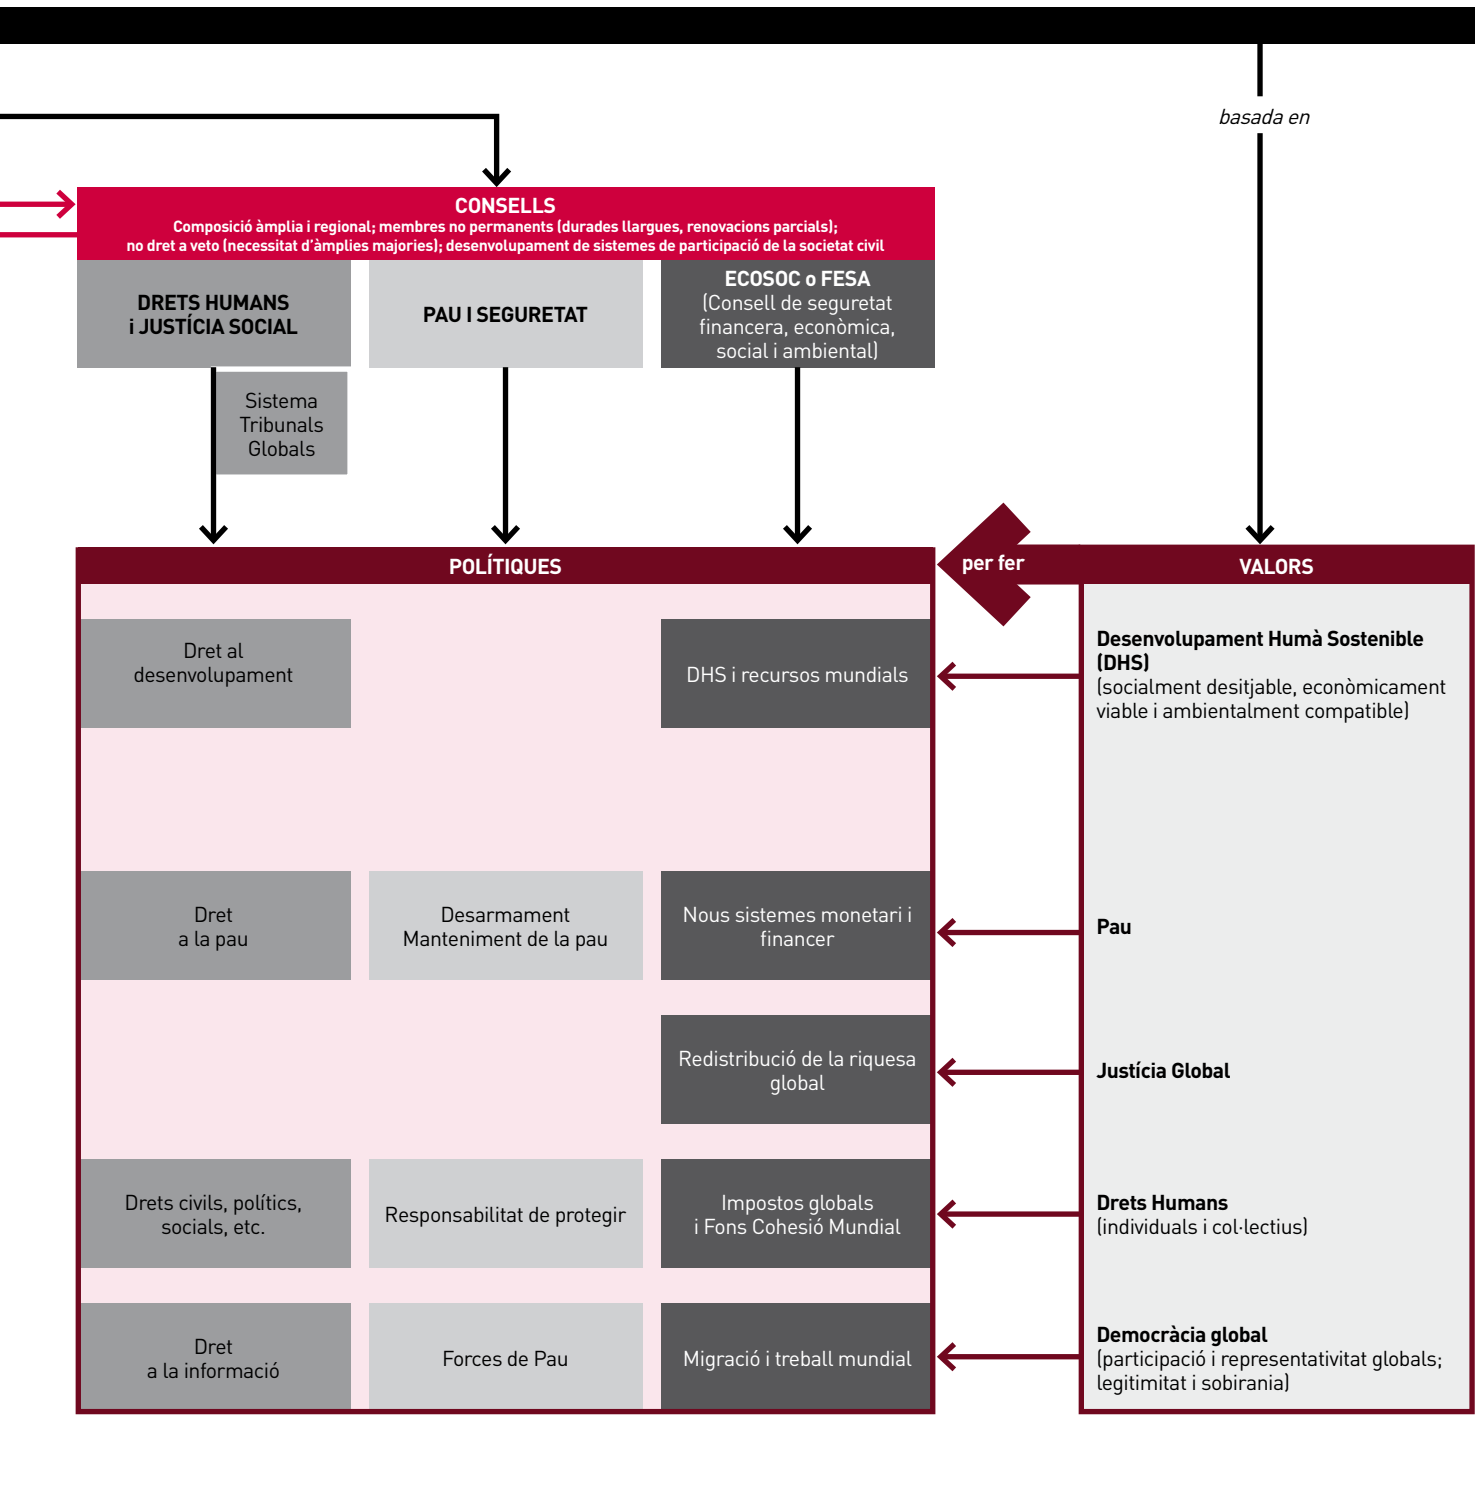 basada en
CONSELLS
Composició àmplia i regional; membres no permanents (durades llargues, renovacions parcials);
no dret a veto (necessitat d’àmplies majories); desenvolupament de sistemes de participació de la societat civil
DRETS HUMANS
i JUSTÍCIA SOCIAL
PAU I SEGURETAT
ECOSOC o FESA
(Consell de seguretat
financera, econòmica,
social i ambiental)
Sistema
Tribunals
Globals
POLÍTIQUES
per fer
VALORS
Dret al
desenvolupament
DHS i recursos mundials
Desenvolupament Humà Sostenible
(DHS)
(socialment desitjable, econòmicament
viable i ambientalment compatible)
Dret
a la pau
Desarmament
Manteniment de la pau
Nous sistemes monetari i
financer
Pau
Redistribució de la riquesa
global
Justícia Global
Drets civils, polítics,
socials, etc.
Responsabilitat de protegir
Impostos globals
i Fons Cohesió Mundial
Drets Humans
(individuals i col·lectius)
Dret
a la informació
Forces de Pau
Migració i treball mundial
Democràcia global
(participació i representativitat globals;
legitimitat i sobirania)